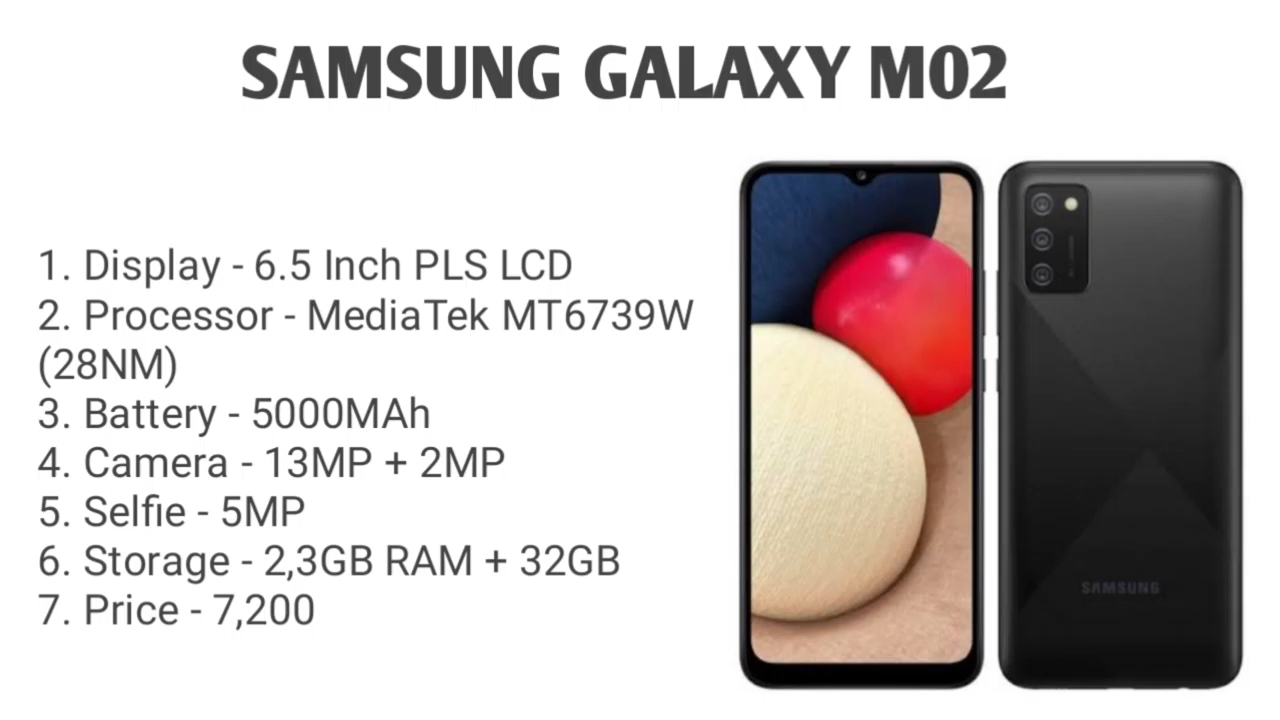 SAMSUNG GALAXY M02
1. Display - 6.5 Inch PLS LCD
2. Processor - MediaTek MT6739W
(28NM)
3. Battery - 5000MAh
4. Camera - 13MP + 2MP
5. Selfie - 5MP
6. Storage - 2,3GB RAM + 32GB
7. Price - 7,200
SAMSUNG